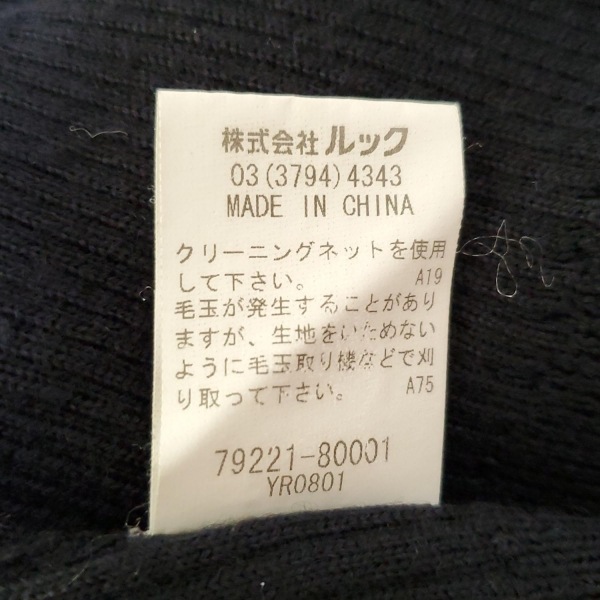 株式会社 ルック
03(3794)4343
MADE IN CHINA
クリーニングネットを使用
して下さい。 A19
毛玉が発生することがあり
ますが、生地をいためない
ように毛玉取り機などで刈
り取って下さい。 A75
79221-80001
YR0801